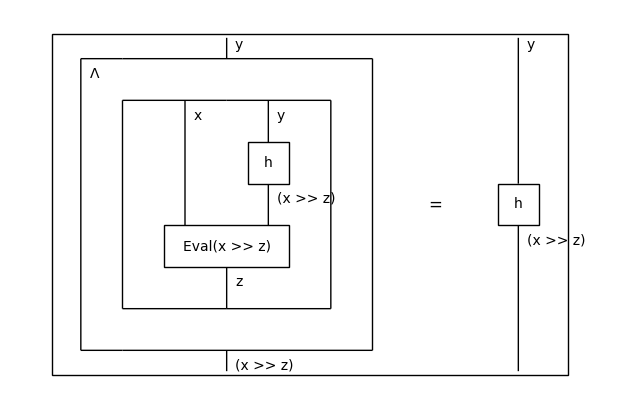 y
y
Λ
x
y
h
(x >> z)
=
h
Eval(x >> z)
(x >> z)
z
(x >> z)